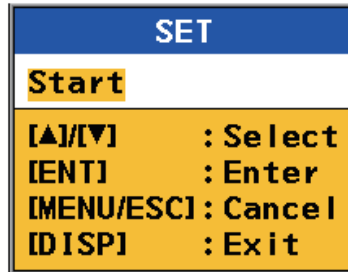 SET
Start
[▲]/[▼] :Select
[ENT] :Enter
[MENU/ESC]:Cancel
[DISP] :Exit